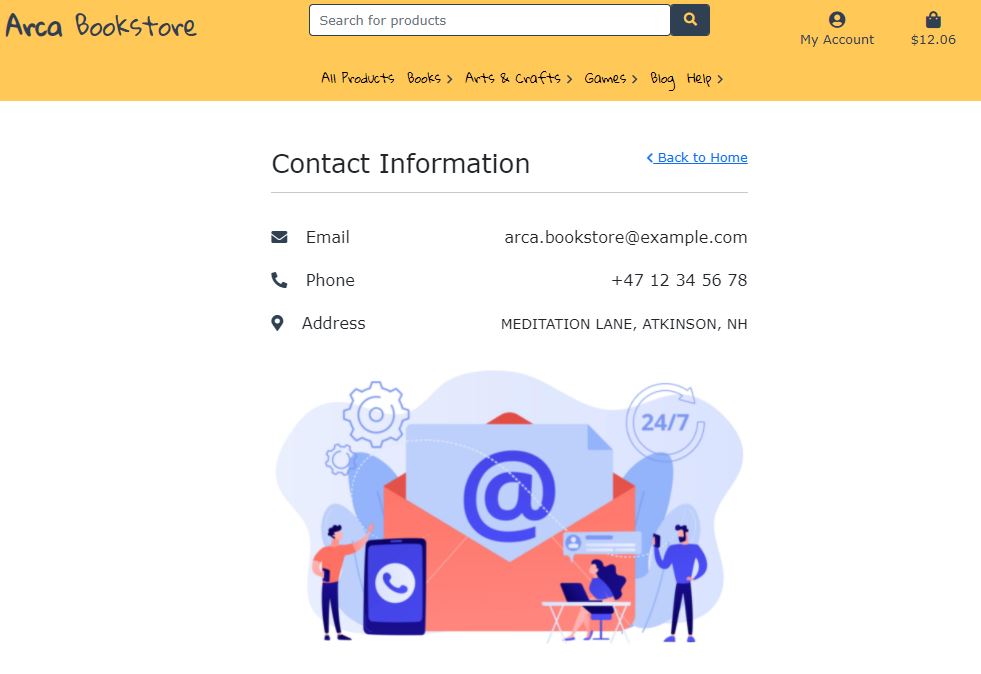 Arca Bookstore
Search for products
My Account
$12.06
All Products Books Arts & Crafts Games Blog Help
Contact Information
Back to Home
Email arca.bookstore@example.com
Phone +47 12 34 56 78
Address MEDITATION LANE, ATKINSON, NH
24/7
@